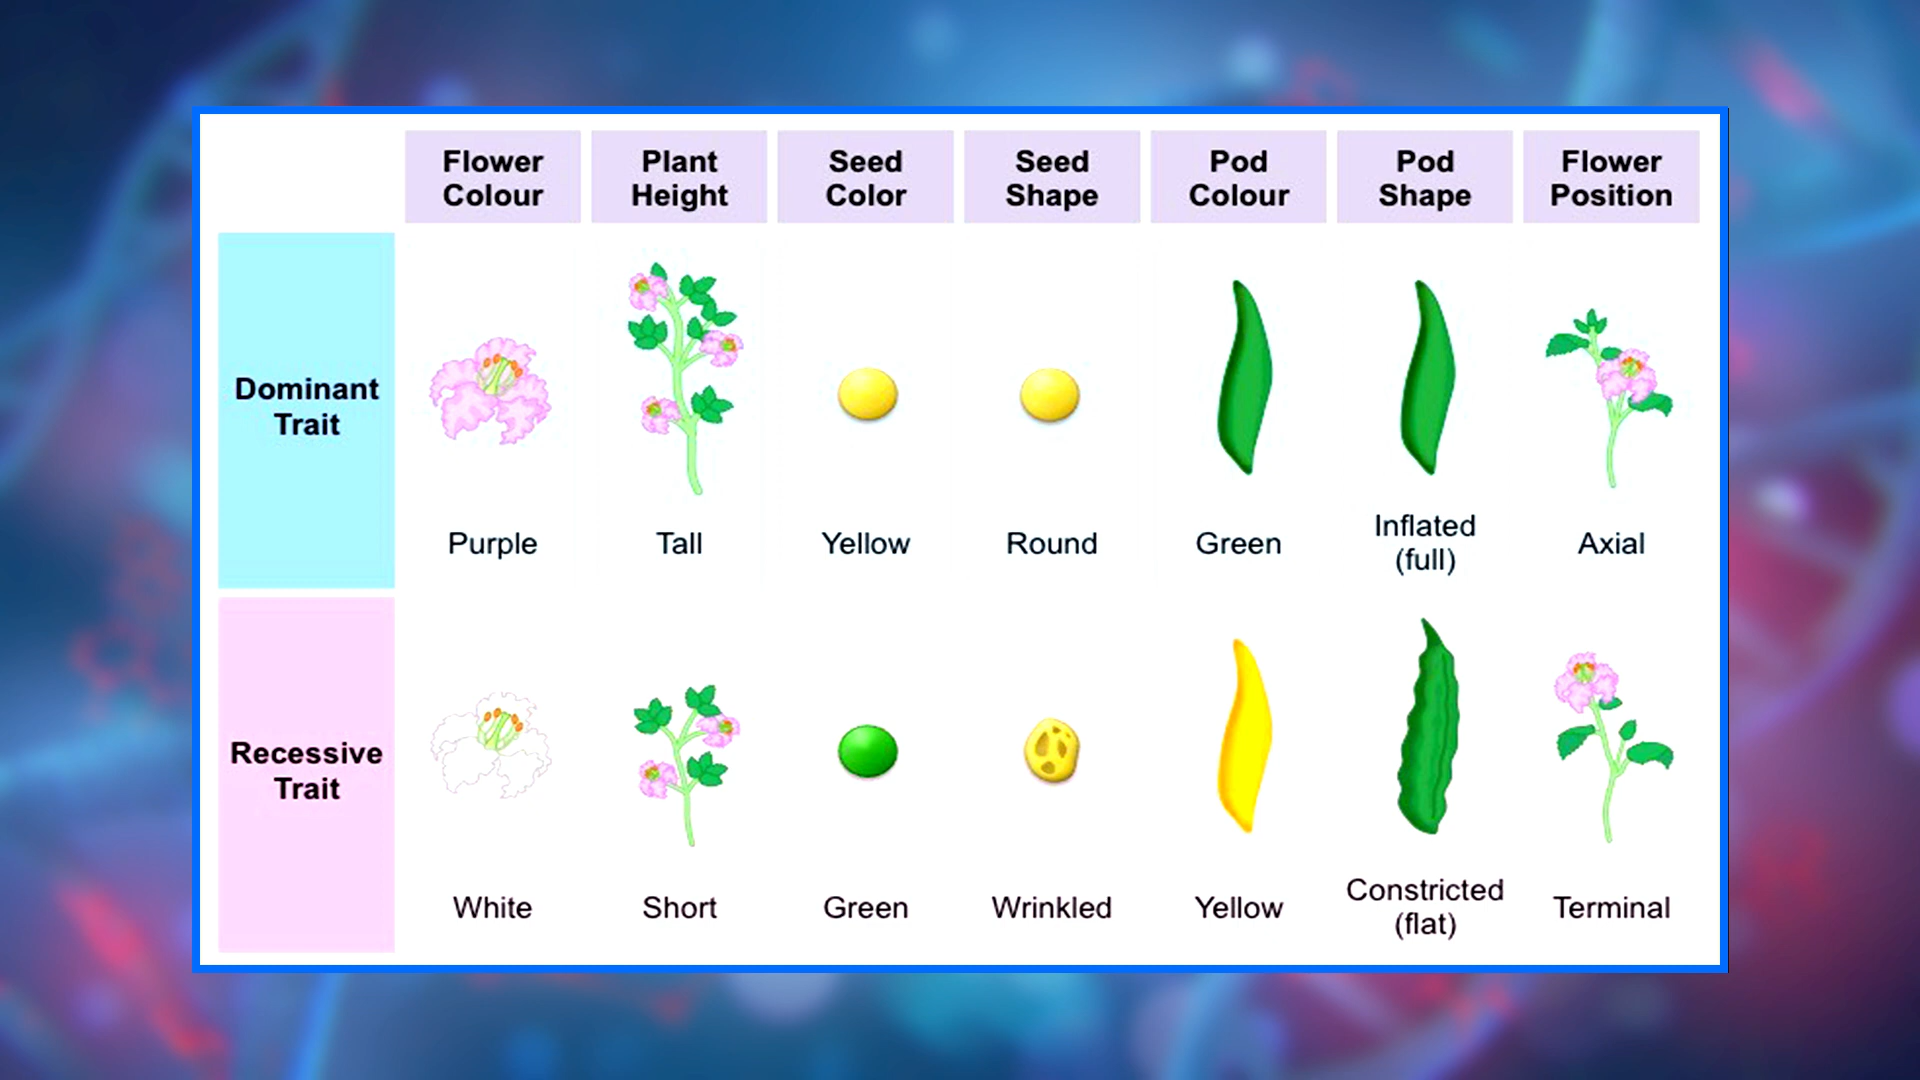 Flower
Colour
Plant
Height
Seed
Color
Seed
Shape
Pod
Colour
Pod
Shape
Flower
Position
Dominant
Trait
Purple
Tall
Yellow
Round
Green
Inflated
(full)
Axial
Recessive
Trait
White
Short
Green
Wrinkled
Yellow
Constricted
(flat)
Terminal